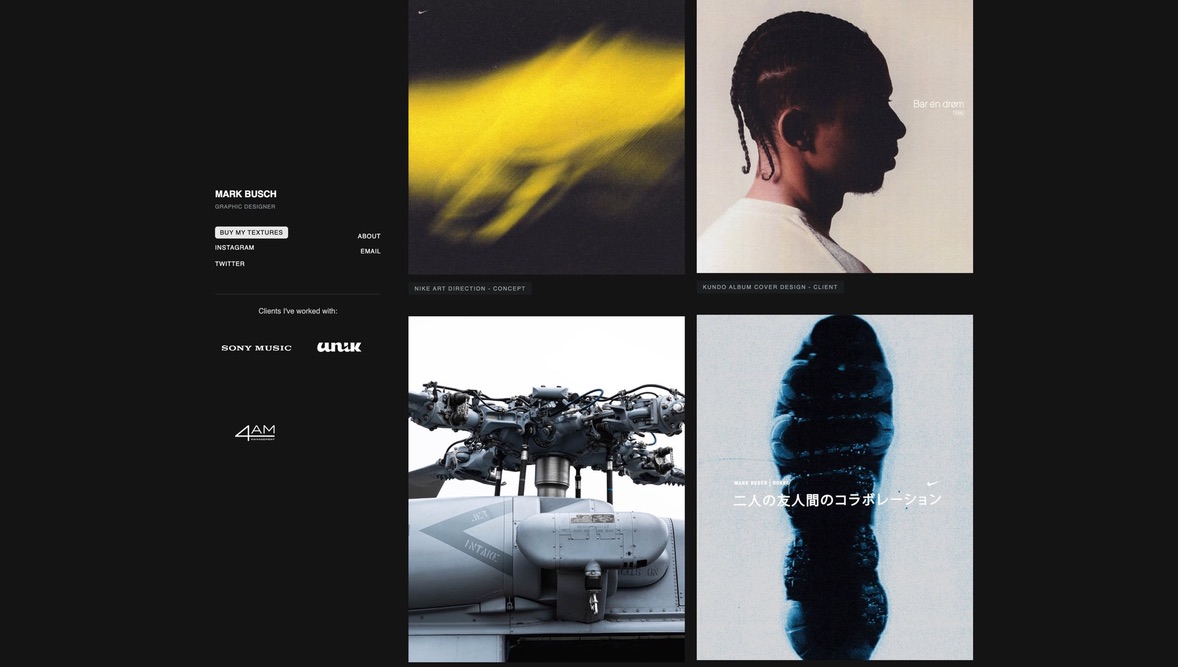 MARK BUSCH
GRAPHIC DESIGNER
BUY MY TEXTURES
INSTAGRAM
TWITTER
ABOUT
EMAIL
Clients I've worked with:
SONY MUSIC
unik
4AM
MANAGEMENT
NIKE ART DIRECTION - CONCEPT
Bar en drøm
KUNDO ALBUM COVER DESIGN - CLIENT
JET
INTAKE
MARK BUSCH
二人の友人間のコラボレーション